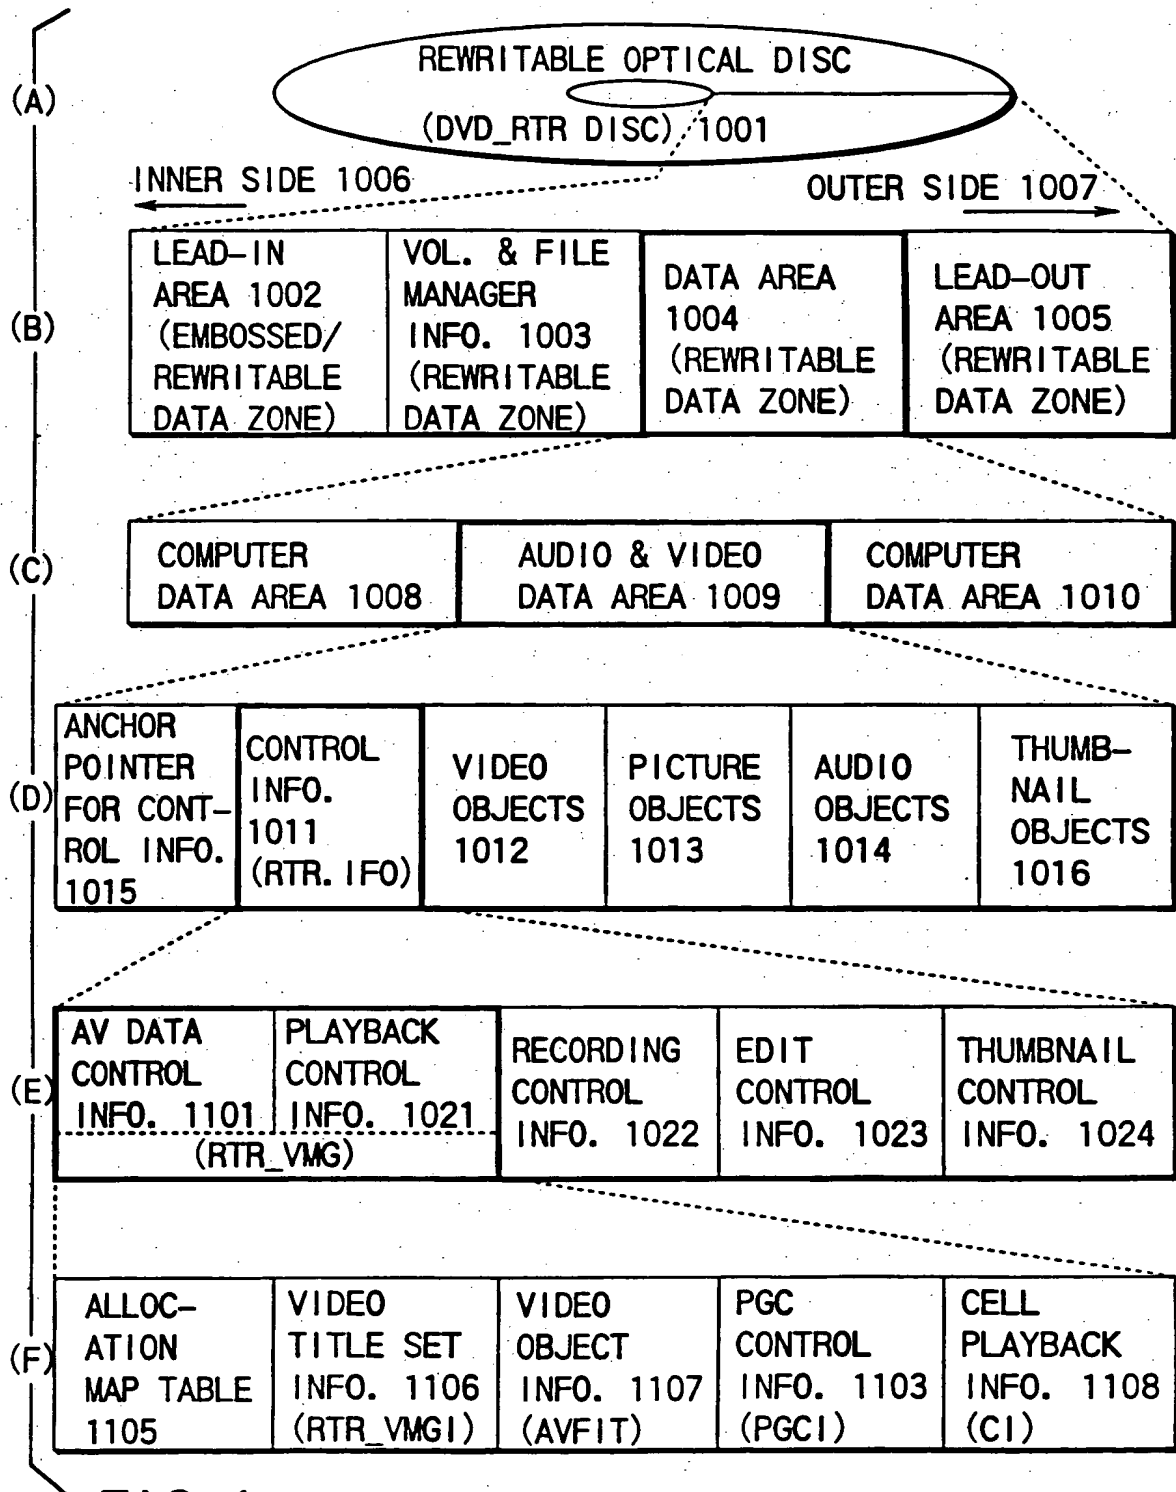 (A)
REWRITABLE OPTICAL DISC
(DVD_RTR DISC) 1001
INNER SIDE 1006
OUTER SIDE 1007
(B)
LEAD-IN
AREA 1002
(EMBOSSED/
REWRITABLE
DATA ZONE)
VOL. & FILE
MANAGER
INFO. 1003
(REWRITABLE
DATA ZONE)
DATA AREA
1004
(REWRITABLE
DATA ZONE)
LEAD-OUT
AREA 1005
(REWRITABLE
DATA ZONE)
(C)
COMPUTER
DATA AREA 1008
AUDIO & VIDEO
DATA AREA 1009
COMPUTER
DATA AREA 1010
(D)
ANCHOR
POINTER
FOR CONT-
ROL INFO.
1015
CONTROL
INFO.
1011
(RTR.IFO)
VIDEO
OBJECTS
1012
PICTURE
OBJECTS
1013
AUDIO
OBJECTS
1014
THUMB-
NAIL
OBJECTS
1016
(E)
AV DATA
CONTROL
INFO. 1101
PLAYBACK
CONTROL
INFO. 1021
(RTR_VMG)
RECORDING
CONTROL
INFO. 1022
EDIT
CONTROL
INFO. 1023
THUMBNAIL
CONTROL
INFO. 1024
(F)
ALLOC-
ATION
MAP TABLE
1105
VIDEO
TITLE SET
INFO. 1106
(RTR_VMGI)
VIDEO
OBJECT
INFO. 1107
(AVFIT)
PGC
CONTROL
INFO. 1103
(PGCI)
CELL
PLAYBACK
INFO. 1108
(CI)